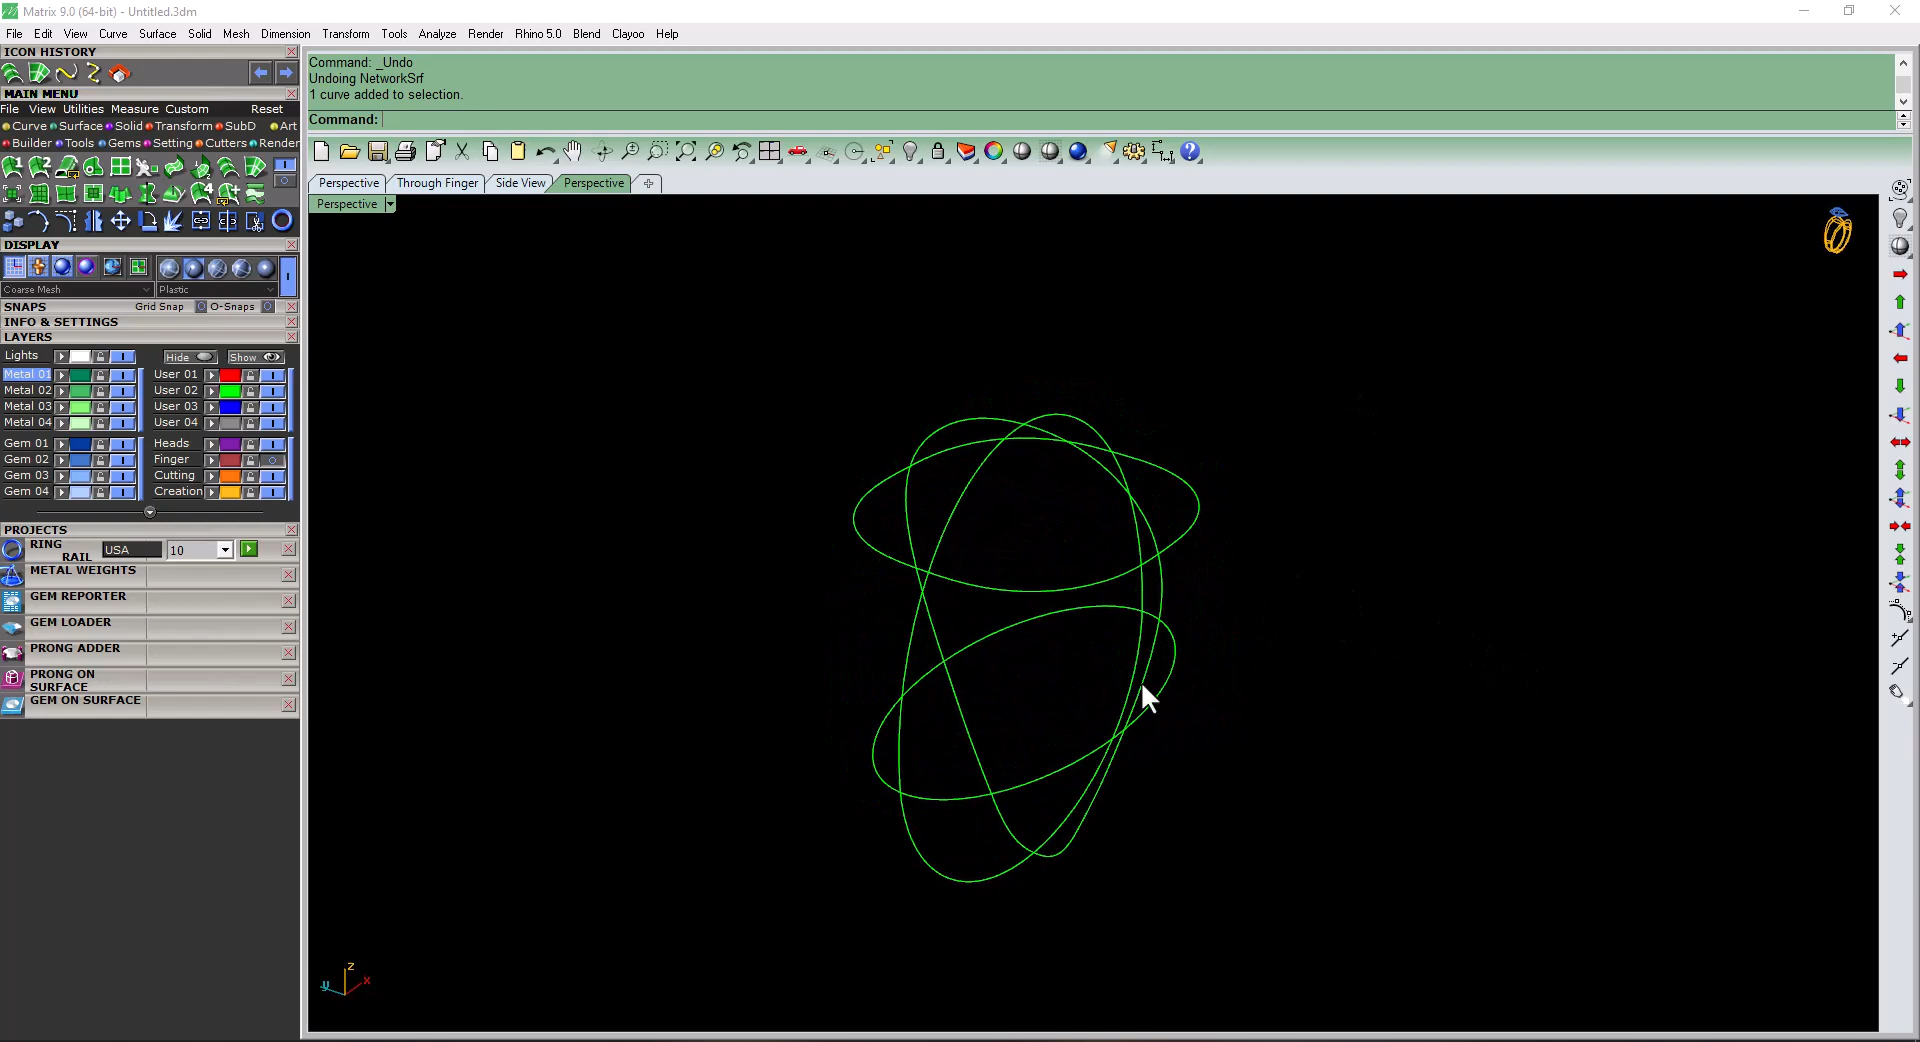 Matrix 9.0 (64-bit) - Untitled.3dm
File Edit View Curve Surface Solid Mesh Dimension Transform Tools Analyze Render Rhino 5.0 Blend Clayoo Help
ICON HISTORY
Command: _Undo
Undoing NetworkSrf
1 curve added to selection.
Command:
MAIN MENU
File View Utilities Measure Custom Reset
Curve Surface Solid Transform SubD Art
Builder Tools Gems Setting Cutters Render
Perspective Through Finger Side View Perspective
Perspective
DISPLAY
Coarse Mesh Plastic
SNAPS Grid Snap O-Snaps
INFO & SETTINGS
LAYERS
Lights Hide Show
Metal 01 User 01
Metal 02 User 02
Metal 03 User 03
Metal 04 User 04
Gem 01 Heads
Gem 02 Finger
Gem 03 Cutting
Gem 04 Creation
PROJECTS
RING RAIL USA 10
METAL WEIGHTS
GEM REPORTER
GEM LOADER
PRONG ADDER
PRONG ON
SURFACE
GEM ON SURFACE
z
y x